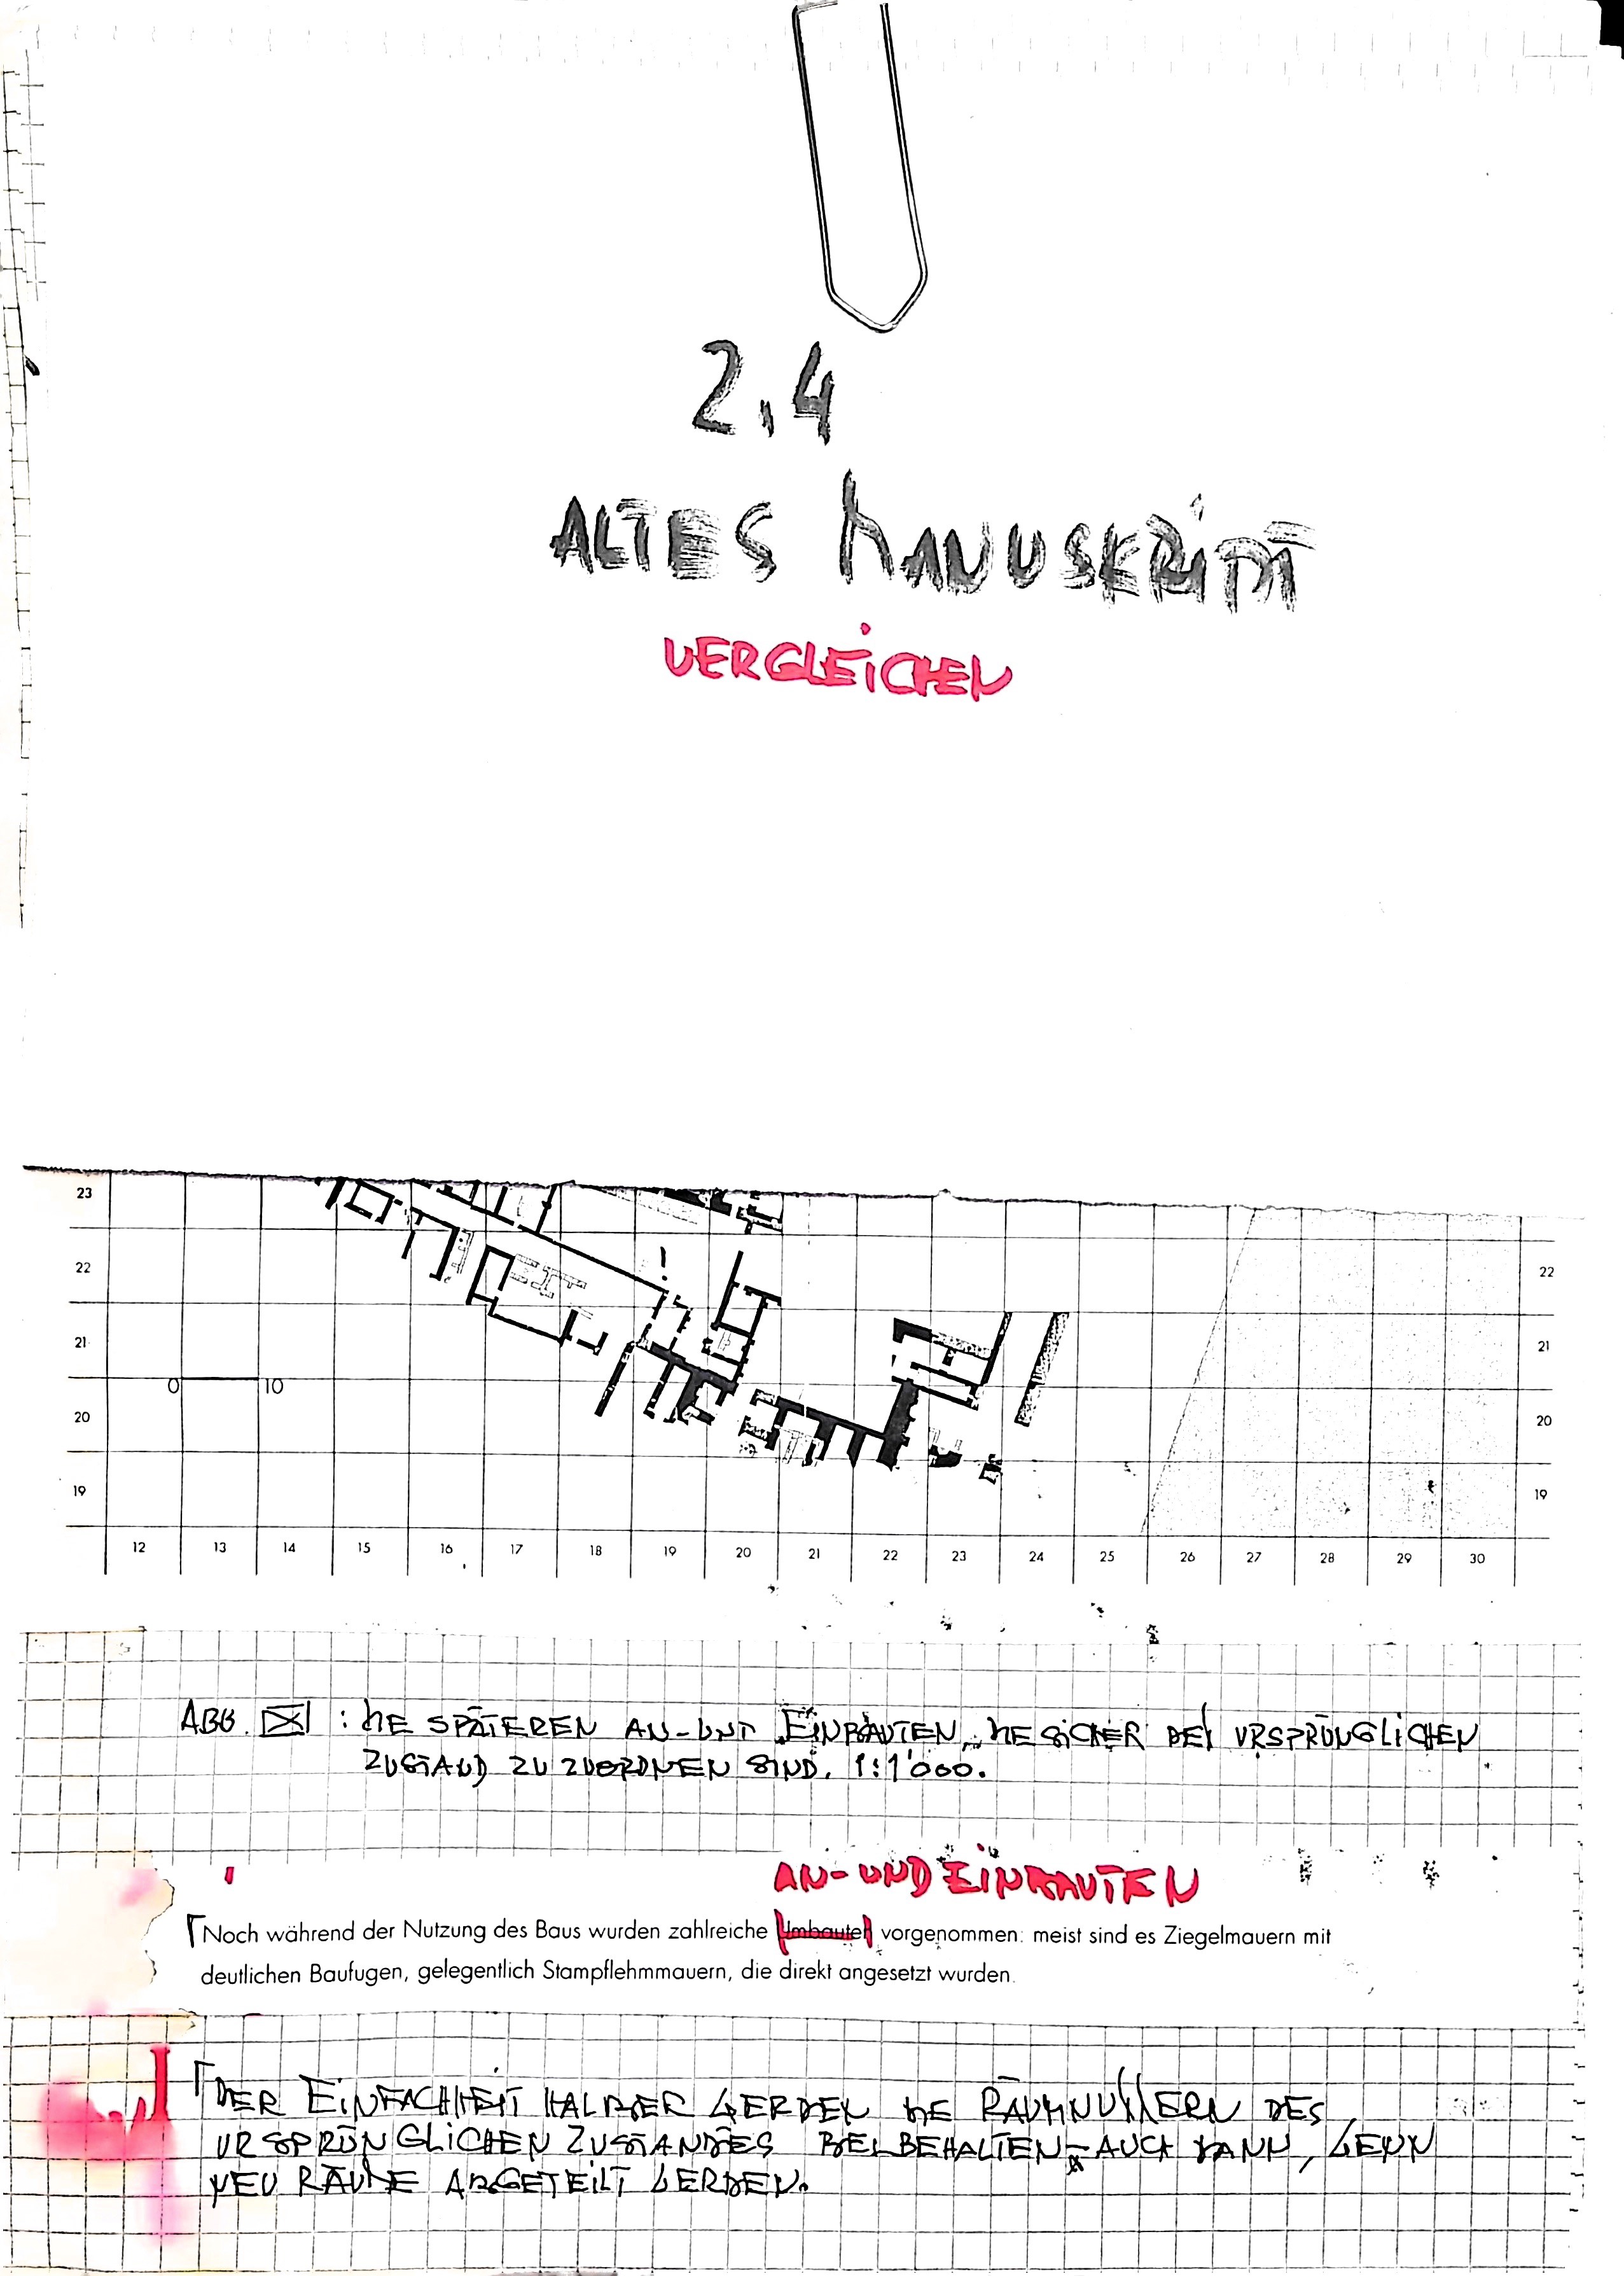 2.4
ALTES MANUSKRIPT
VERGLEICHEN
23
22 22
21 21
0 10
20 20
19 19
12 13 14 15 16 17 18 19 20 21 22 23 24 25 26 27 28 29 30
ABB. : DIE SPÄTEREN AN- UND EINBAUTEN, DIE SICHER DEM URSPRÜNGLICHEN
ZUSTAND ZUZUORDNEN SIND. 1:1'000.
AN- UND EINBAUTEN
Noch während der Nutzung des Baus wurden zahlreiche Umbauten vorgenommen: meist sind es Ziegelmauern mit
deutlichen Baufugen, gelegentlich Stampflehmmauern, die direkt angesetzt wurden.
DER EINFACHHEIT HALBER WERDEN DIE RAUMNUMMERN DES
URSPRÜNGLICHEN ZUSTANDES BEIBEHALTEN, AUCH DANN, WENN
NEU RÄUME ABGETEILT WERDEN.